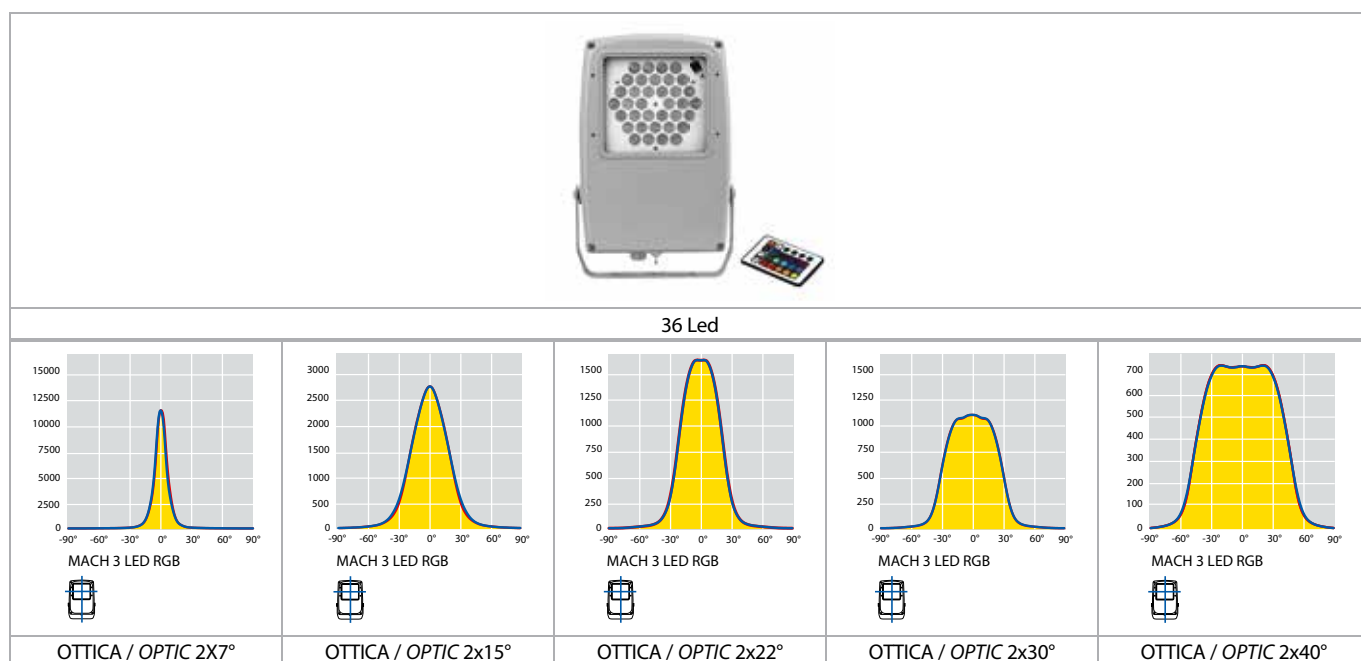 36 Led
15000
12500
10000
7500
5000
2500
0
-90° -60° -30° 0° 30° 60° 90°
MACH 3 LED RGB
OTTICA / OPTIC 2X7°
3000
2500
2000
1500
1000
500
0
-90° -60° -30° 0° 30° 60° 90°
MACH 3 LED RGB
OTTICA / OPTIC 2x15°
1500
1250
1000
750
500
250
0
-90° -60° -30° 0° 30° 60° 90°
MACH 3 LED RGB
OTTICA / OPTIC 2x22°
1500
1250
1000
750
500
250
0
-90° -60° -30° 0° 30° 60° 90°
MACH 3 LED RGB
OTTICA / OPTIC 2x30°
700
600
500
400
300
200
100
0
-90° -60° -30° 0° 30° 60° 90°
MACH 3 LED RGB
OTTICA / OPTIC 2x40°